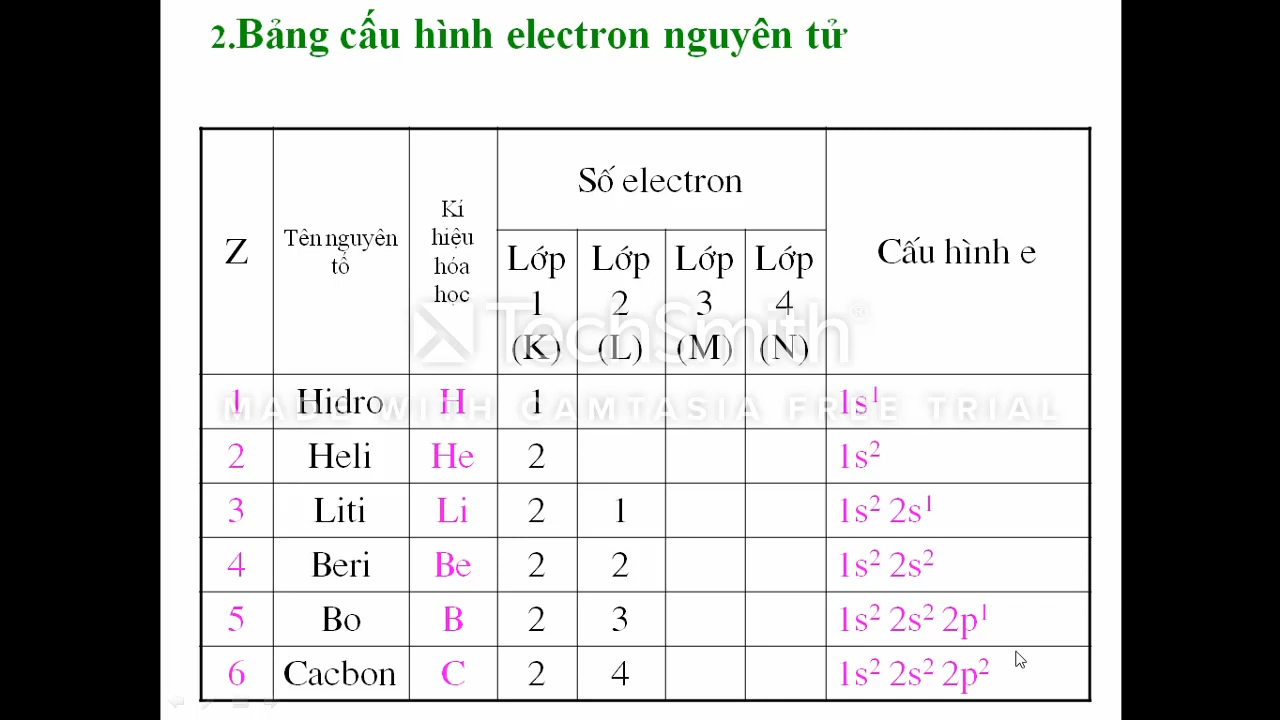 2.Bảng cấu hình electron nguyên tử
Z
Tên nguyên
tố
Kí
hiệu
hóa
học
Số electron
Cấu hình e
Lớp
1
(K)
Lớp
2
(L)
Lớp
3
(M)
Lớp
4
(N)
TechSmith®
MADE WITH CAMTASIA FREE TRIAL
1 Hidro H 1 1s¹
2 Heli He 2 1s²
3 Liti Li 2 1 1s² 2s¹
4 Beri Be 2 2 1s² 2s²
5 Bo B 2 3 1s² 2s² 2p¹
6 Cacbon C 2 4 1s² 2s² 2p²